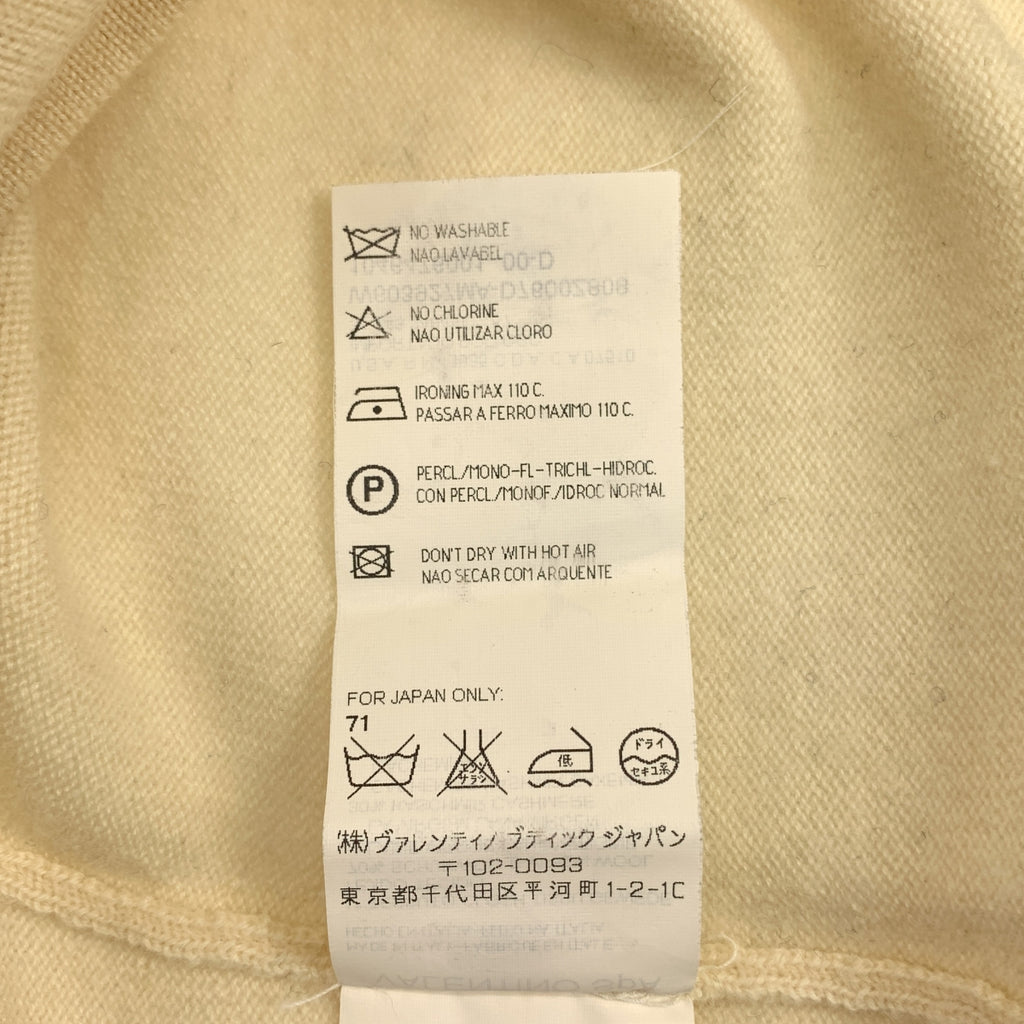 NO WASHABLE
NAO LAVABEL
NO CHLORINE
NAO UTILIZAR CLORO
IRONING MAX 110 C.
PASSAR A FERRO MAXIMO 110 C.
P
PERCL./MONO-FL-TRICHL-HIDROC.
CON PERCL./MONOF./IDROC NORMAL
DON'T DRY WITH HOT AIR
NAO SECAR COM ARQUENTE
FOR JAPAN ONLY:
71
エンソ
サラシ
低
ドライ
セキユ系
(株)ヴァレンティノ ブティック ジャパン
〒102-0093
東京都千代田区平河町1-2-1C